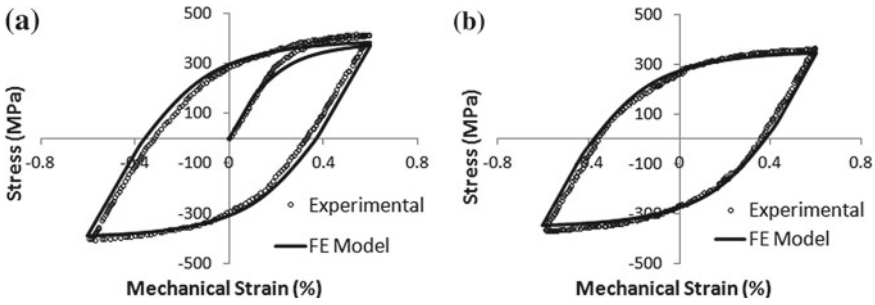 (a)
500
300
100
-100
-300
-500
-0.8
-0.4
0
0.4
0.8
Stress (MPa)
Mechanical Strain (%)
Experimental
FE Model
(b)
500
300
100
-100
-300
-500
-0.8
-0.4
0
0.4
0.8
Stress (MPa)
Mechanical Strain (%)
Experimental
FE Model